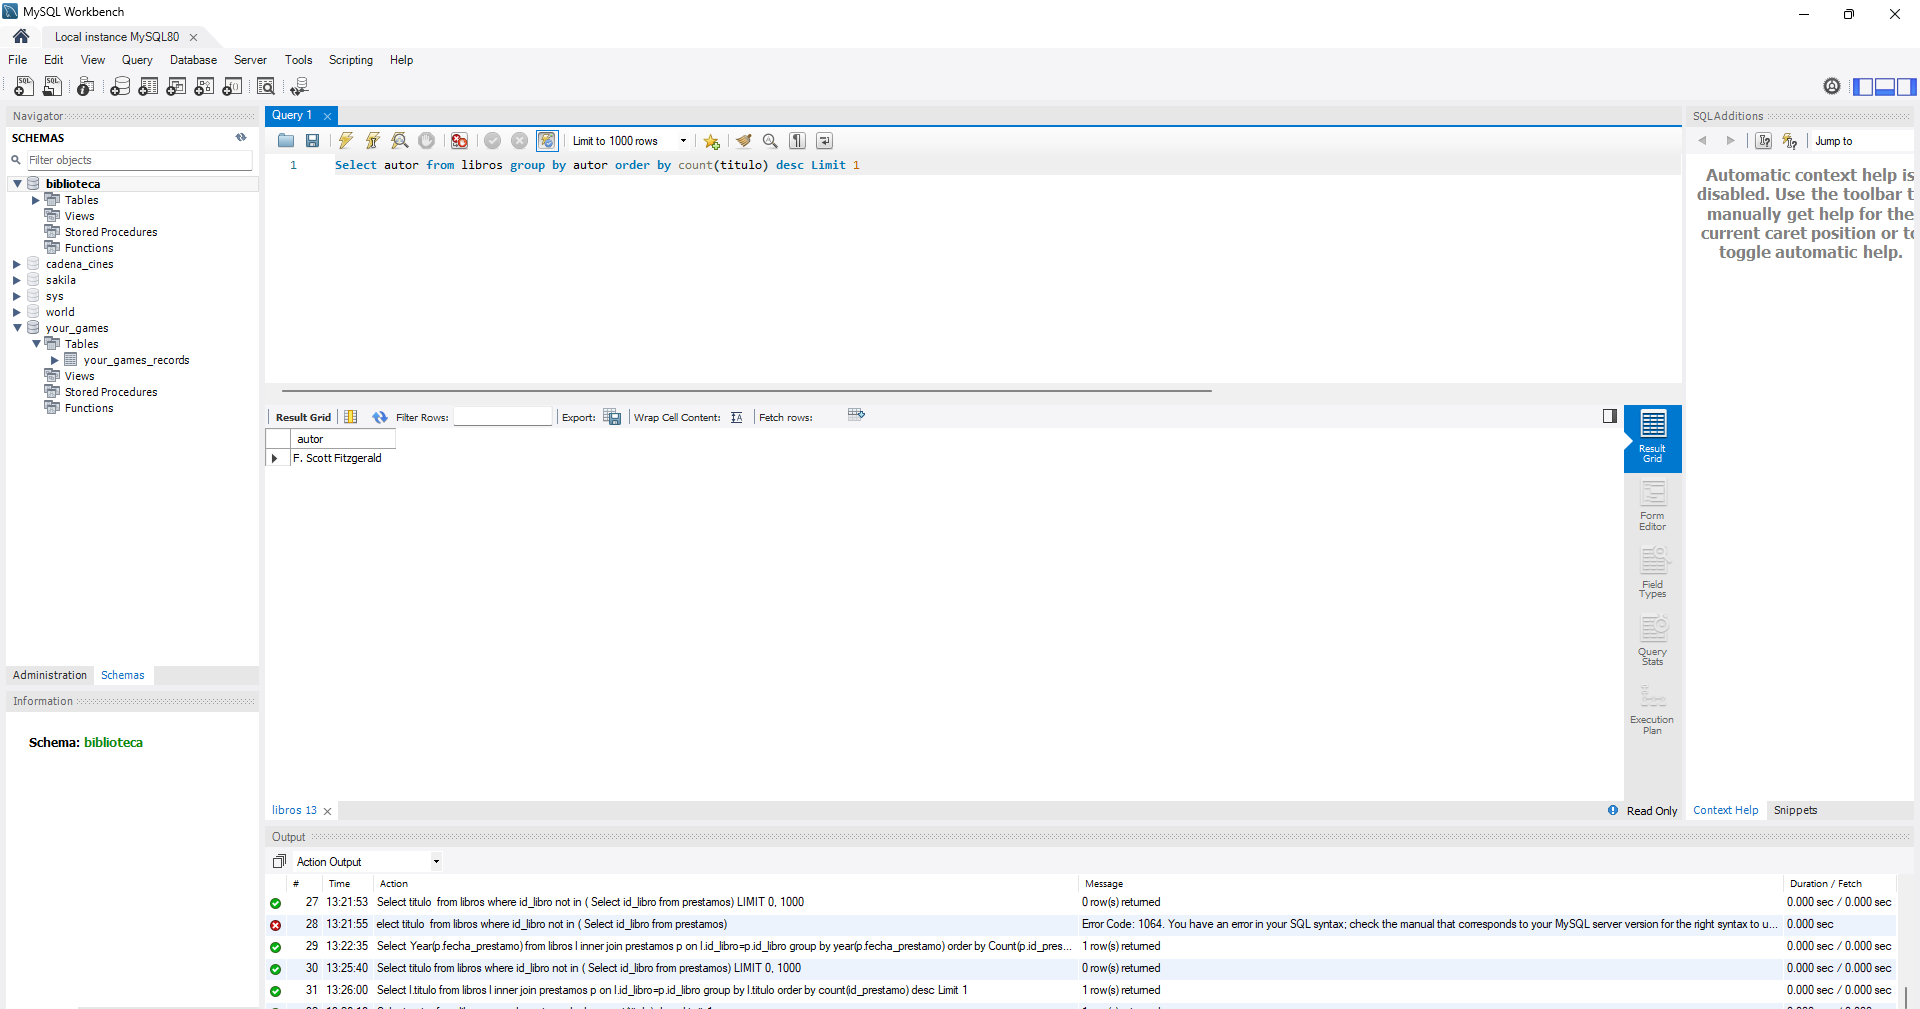 MySQL Workbench
Local instance MySQL80
File Edit View Query Database Server Tools Scripting Help
Navigator
SCHEMAS
Filter objects
biblioteca
Tables
Views
Stored Procedures
Functions
cadena_cines
sakila
sys
world
your_games
Tables
your_games_records
Views
Stored Procedures
Functions
Administration Schemas
Information
Schema: biblioteca
Query 1
Limit to 1000 rows
1 Select autor from libros group by autor order by count(titulo) desc Limit 1
Result Grid Filter Rows: Export: Wrap Cell Content: Fetch rows:
autor
F. Scott Fitzgerald
Result Grid
Form Editor
Field Types
Query Stats
Execution Plan
libros 13
Read Only
SQLAdditions
Jump to
Automatic context help is
disabled. Use the toolbar t
manually get help for the
current caret position or to
toggle automatic help.
Context Help Snippets
Output
Action Output
# Time Action Message Duration / Fetch
27 13:21:53 Select titulo from libros where id_libro not in ( Select id_libro from prestamos) LIMIT 0, 1000 0 row(s) returned 0.000 sec / 0.000 sec
28 13:21:55 elect titulo from libros where id_libro not in ( Select id_libro from prestamos) Error Code: 1064. You have an error in your SQL syntax; check the manual that corresponds to your MySQL server version for the right syntax to u... 0.000 sec
29 13:22:35 Select Year(p.fecha_prestamo) from libros l inner join prestamos p on l.id_libro=p.id_libro group by year(p.fecha_prestamo) order by Count(p.id_pres... 1 row(s) returned 0.000 sec / 0.000 sec
30 13:25:40 Select titulo from libros where id_libro not in ( Select id_libro from prestamos) LIMIT 0, 1000 0 row(s) returned 0.000 sec / 0.000 sec
31 13:26:00 Select l.titulo from libros l inner join prestamos p on l.id_libro=p.id_libro group by l.titulo order by count(id_prestamo) desc Limit 1 1 row(s) returned 0.000 sec / 0.000 sec